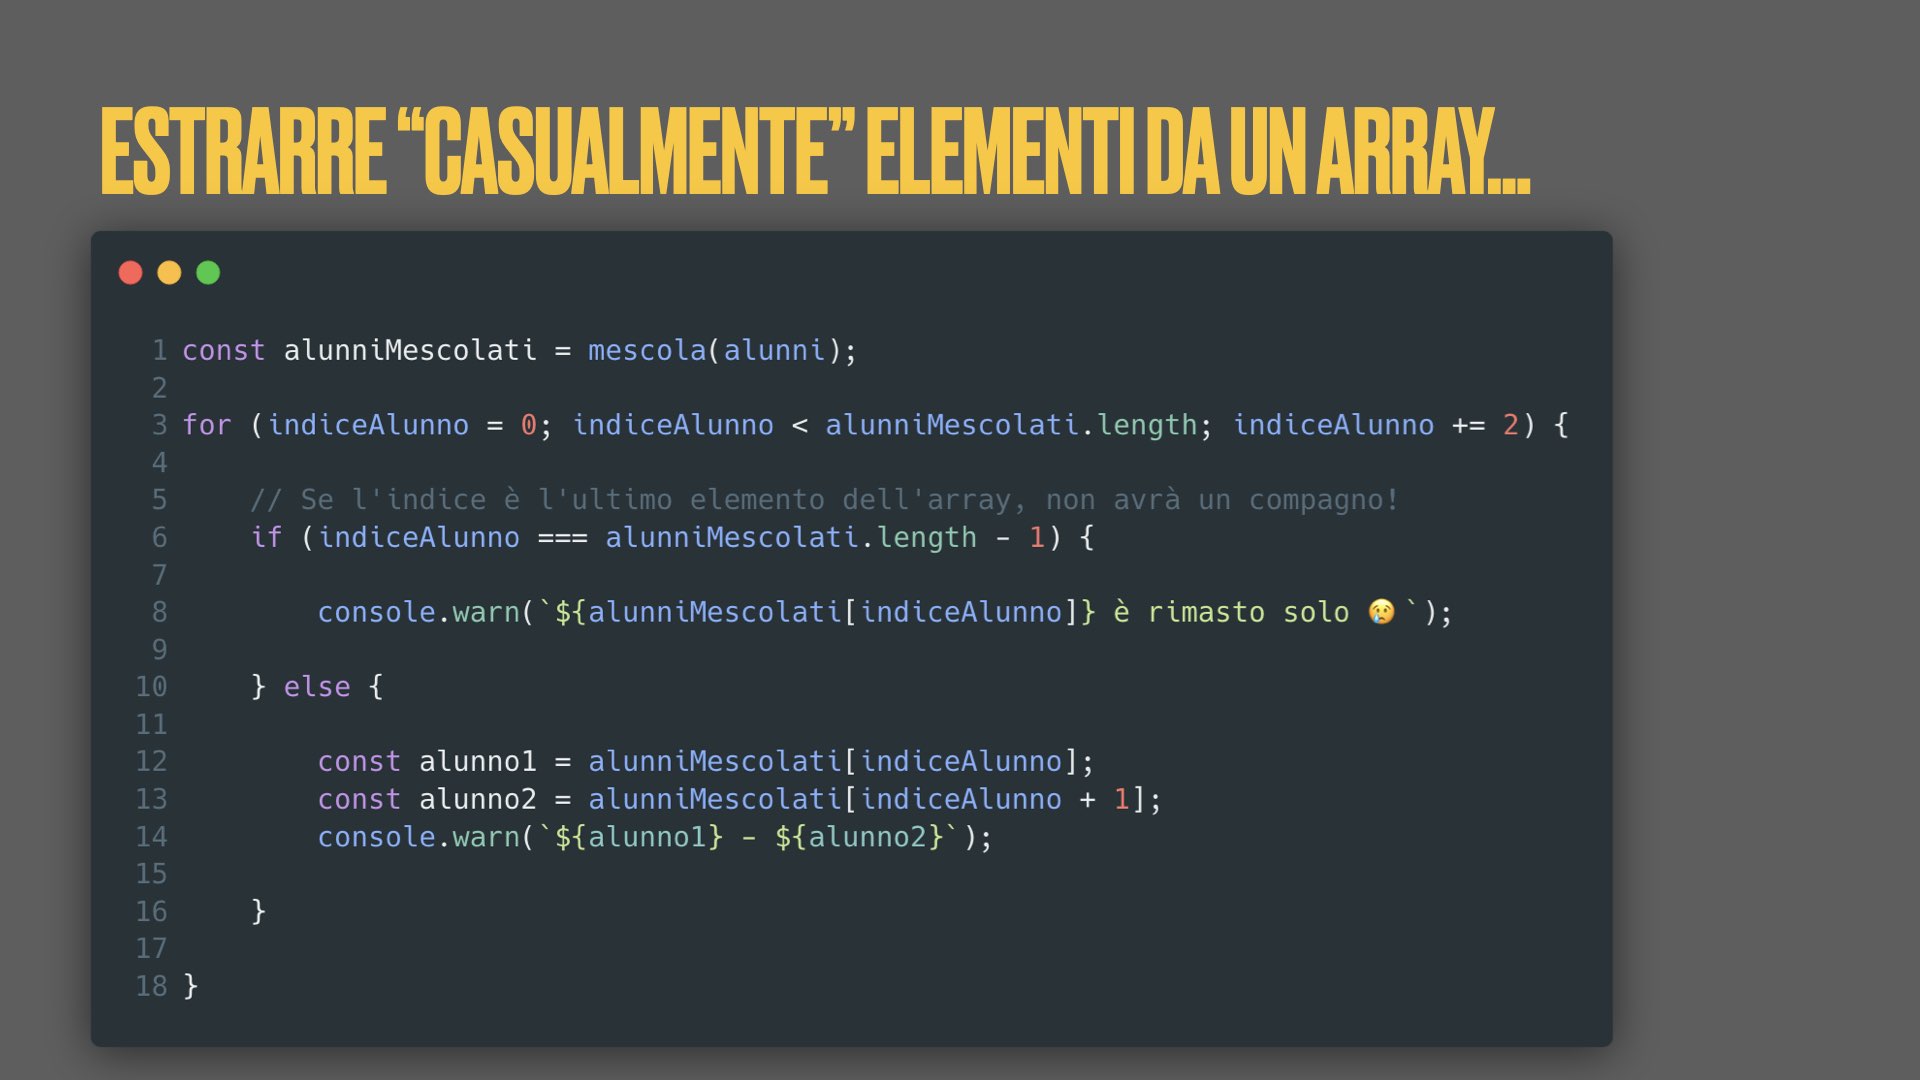 ESTRARRE “CASUALMENTE” ELEMENTI DA UN ARRAY...
1 const alunniMescolati = mescola(alunni);
2
3 for (indiceAlunno = 0; indiceAlunno < alunniMescolati.length; indiceAlunno += 2) {
4
5     // Se l'indice è l'ultimo elemento dell'array, non avrà un compagno!
6     if (indiceAlunno === alunniMescolati.length - 1) {
7
8         console.warn(`${alunniMescolati[indiceAlunno]} è rimasto solo 😢`);
9
10     } else {
11
12         const alunno1 = alunniMescolati[indiceAlunno];
13         const alunno2 = alunniMescolati[indiceAlunno + 1];
14         console.warn(`${alunno1} - ${alunno2}`);
15
16     }
17
18 }